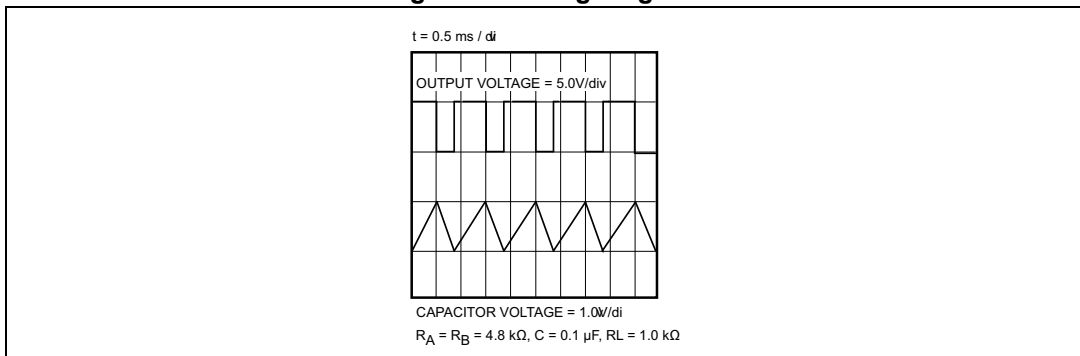 t = 0.5 ms / div
OUTPUT VOLTAGE = 5.0V/div
CAPACITOR VOLTAGE = 1.0V/di
RA = RB = 4.8 kΩ, C = 0.1 µF, RL = 1.0 kΩ